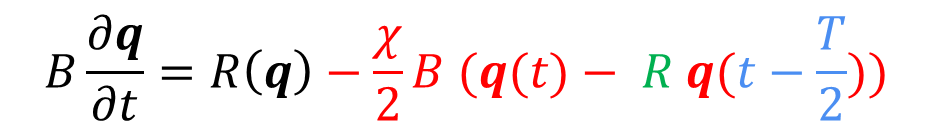 B ∂q/∂t = R(q) − χ/2 B (q(t) − R q(t − T/2))